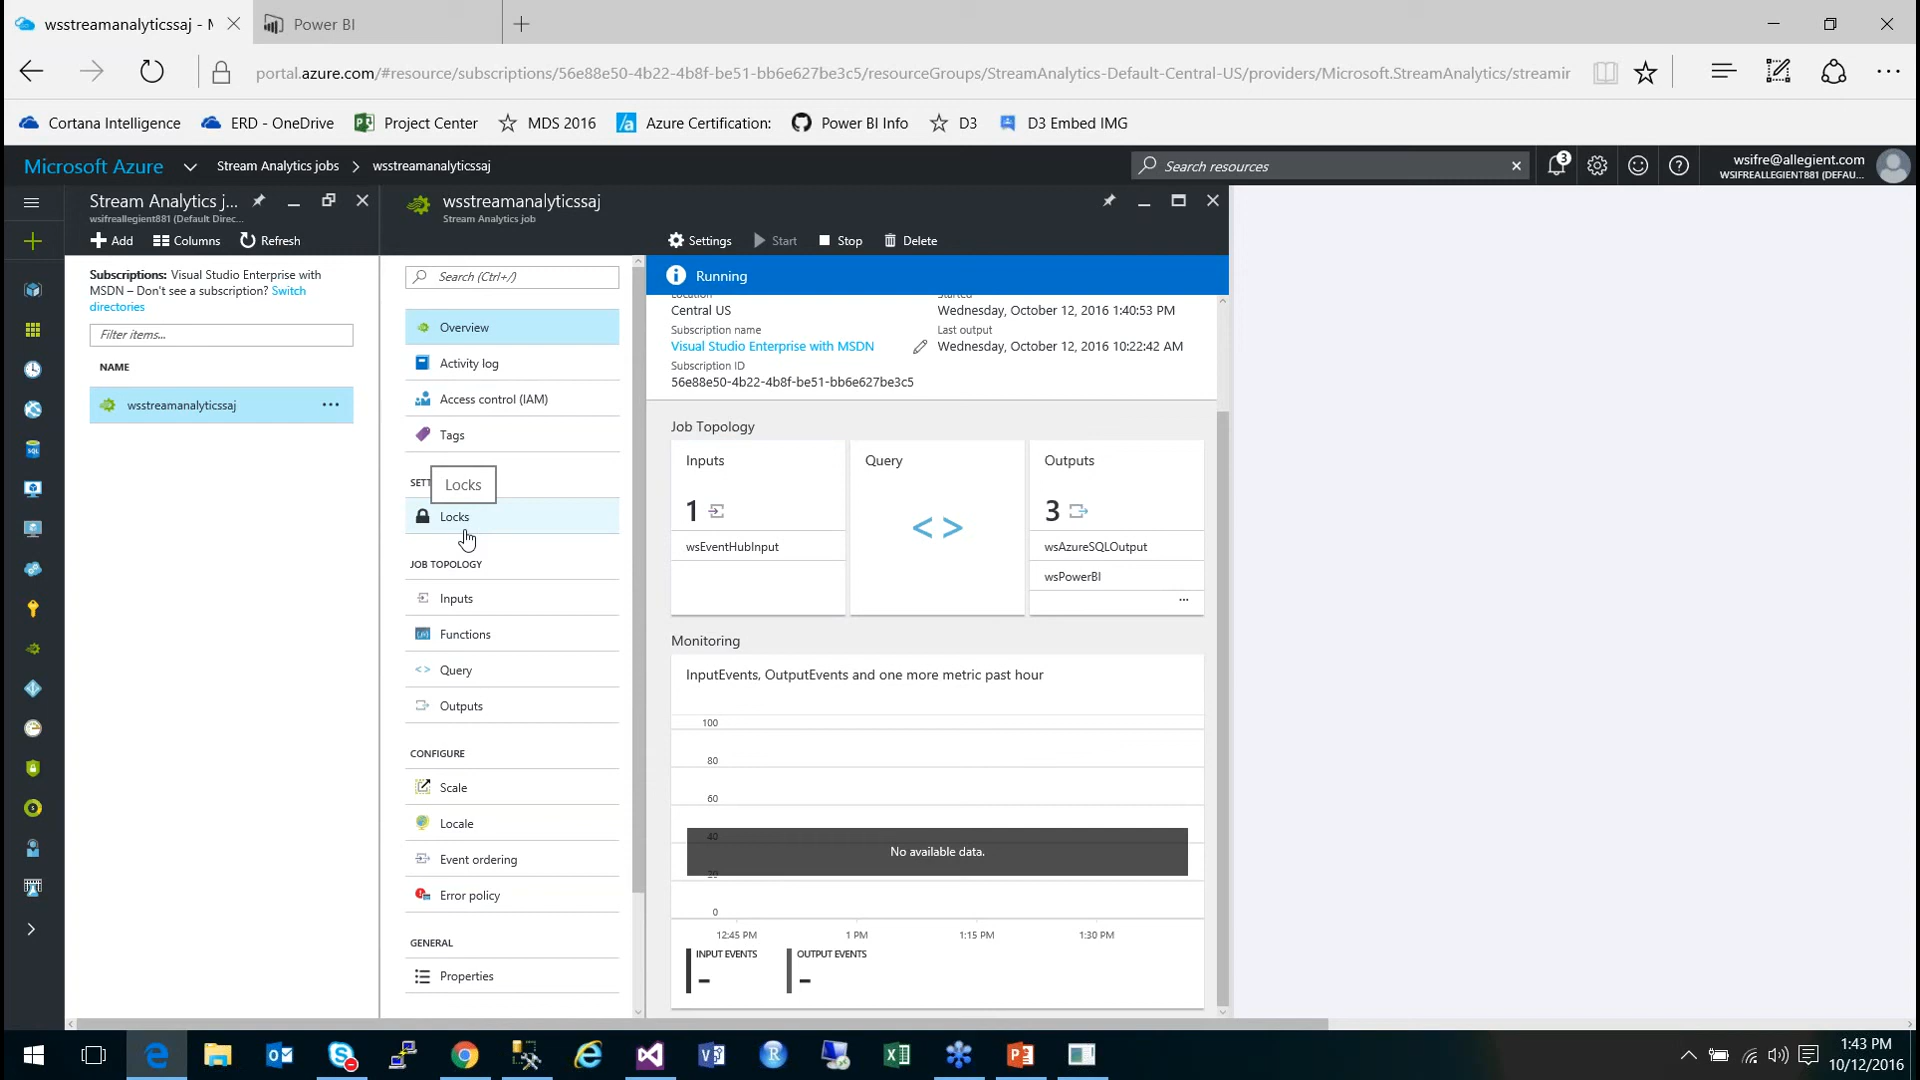 wsstreamanalyticssaj - M
Power BI
portal.azure.com/#resource/subscriptions/56e88e50-4b22-4b8f-be51-bb6e627be3c5/resourceGroups/StreamAnalytics-Default-Central-US/providers/Microsoft.StreamAnalytics/streamin
Cortana Intelligence
ERD - OneDrive
Project Center
MDS 2016
Azure Certification:
Power BI Info
D3
D3 Embed IMG
Microsoft Azure
Stream Analytics jobs > wsstreamanalyticssaj
Search resources
3
wsifre@allegient.com
WSIFREALLEGIENT881 (DEFAU...
Stream Analytics j...
wsifreallegient881 (Default Direc...
Add
Columns
Refresh
Subscriptions: Visual Studio Enterprise with
MSDN – Don't see a subscription? Switch
directories
Filter items...
NAME
wsstreamanalyticssaj
...
wsstreamanalyticssaj
Stream Analytics job
Settings
Start
Stop
Delete
Search (Ctrl+/)
Overview
Activity log
Access control (IAM)
Tags
SETT
Locks
Locks
JOB TOPOLOGY
Inputs
Functions
Query
Outputs
CONFIGURE
Scale
Locale
Event ordering
Error policy
GENERAL
Properties
Running
Location
Central US
Subscription name
Visual Studio Enterprise with MSDN
Subscription ID
56e88e50-4b22-4b8f-be51-bb6e627be3c5
Started
Wednesday, October 12, 2016 1:40:53 PM
Last output
Wednesday, October 12, 2016 10:22:42 AM
Job Topology
Inputs
1
wsEventHubInput
Query
< >
Outputs
3
wsAzureSQLOutput
wsPowerBI
...
Monitoring
InputEvents, OutputEvents and one more metric past hour
100
80
60
40
20
0
No available data.
12:45 PM
1 PM
1:15 PM
1:30 PM
INPUT EVENTS
--
OUTPUT EVENTS
--
1:43 PM
10/12/2016